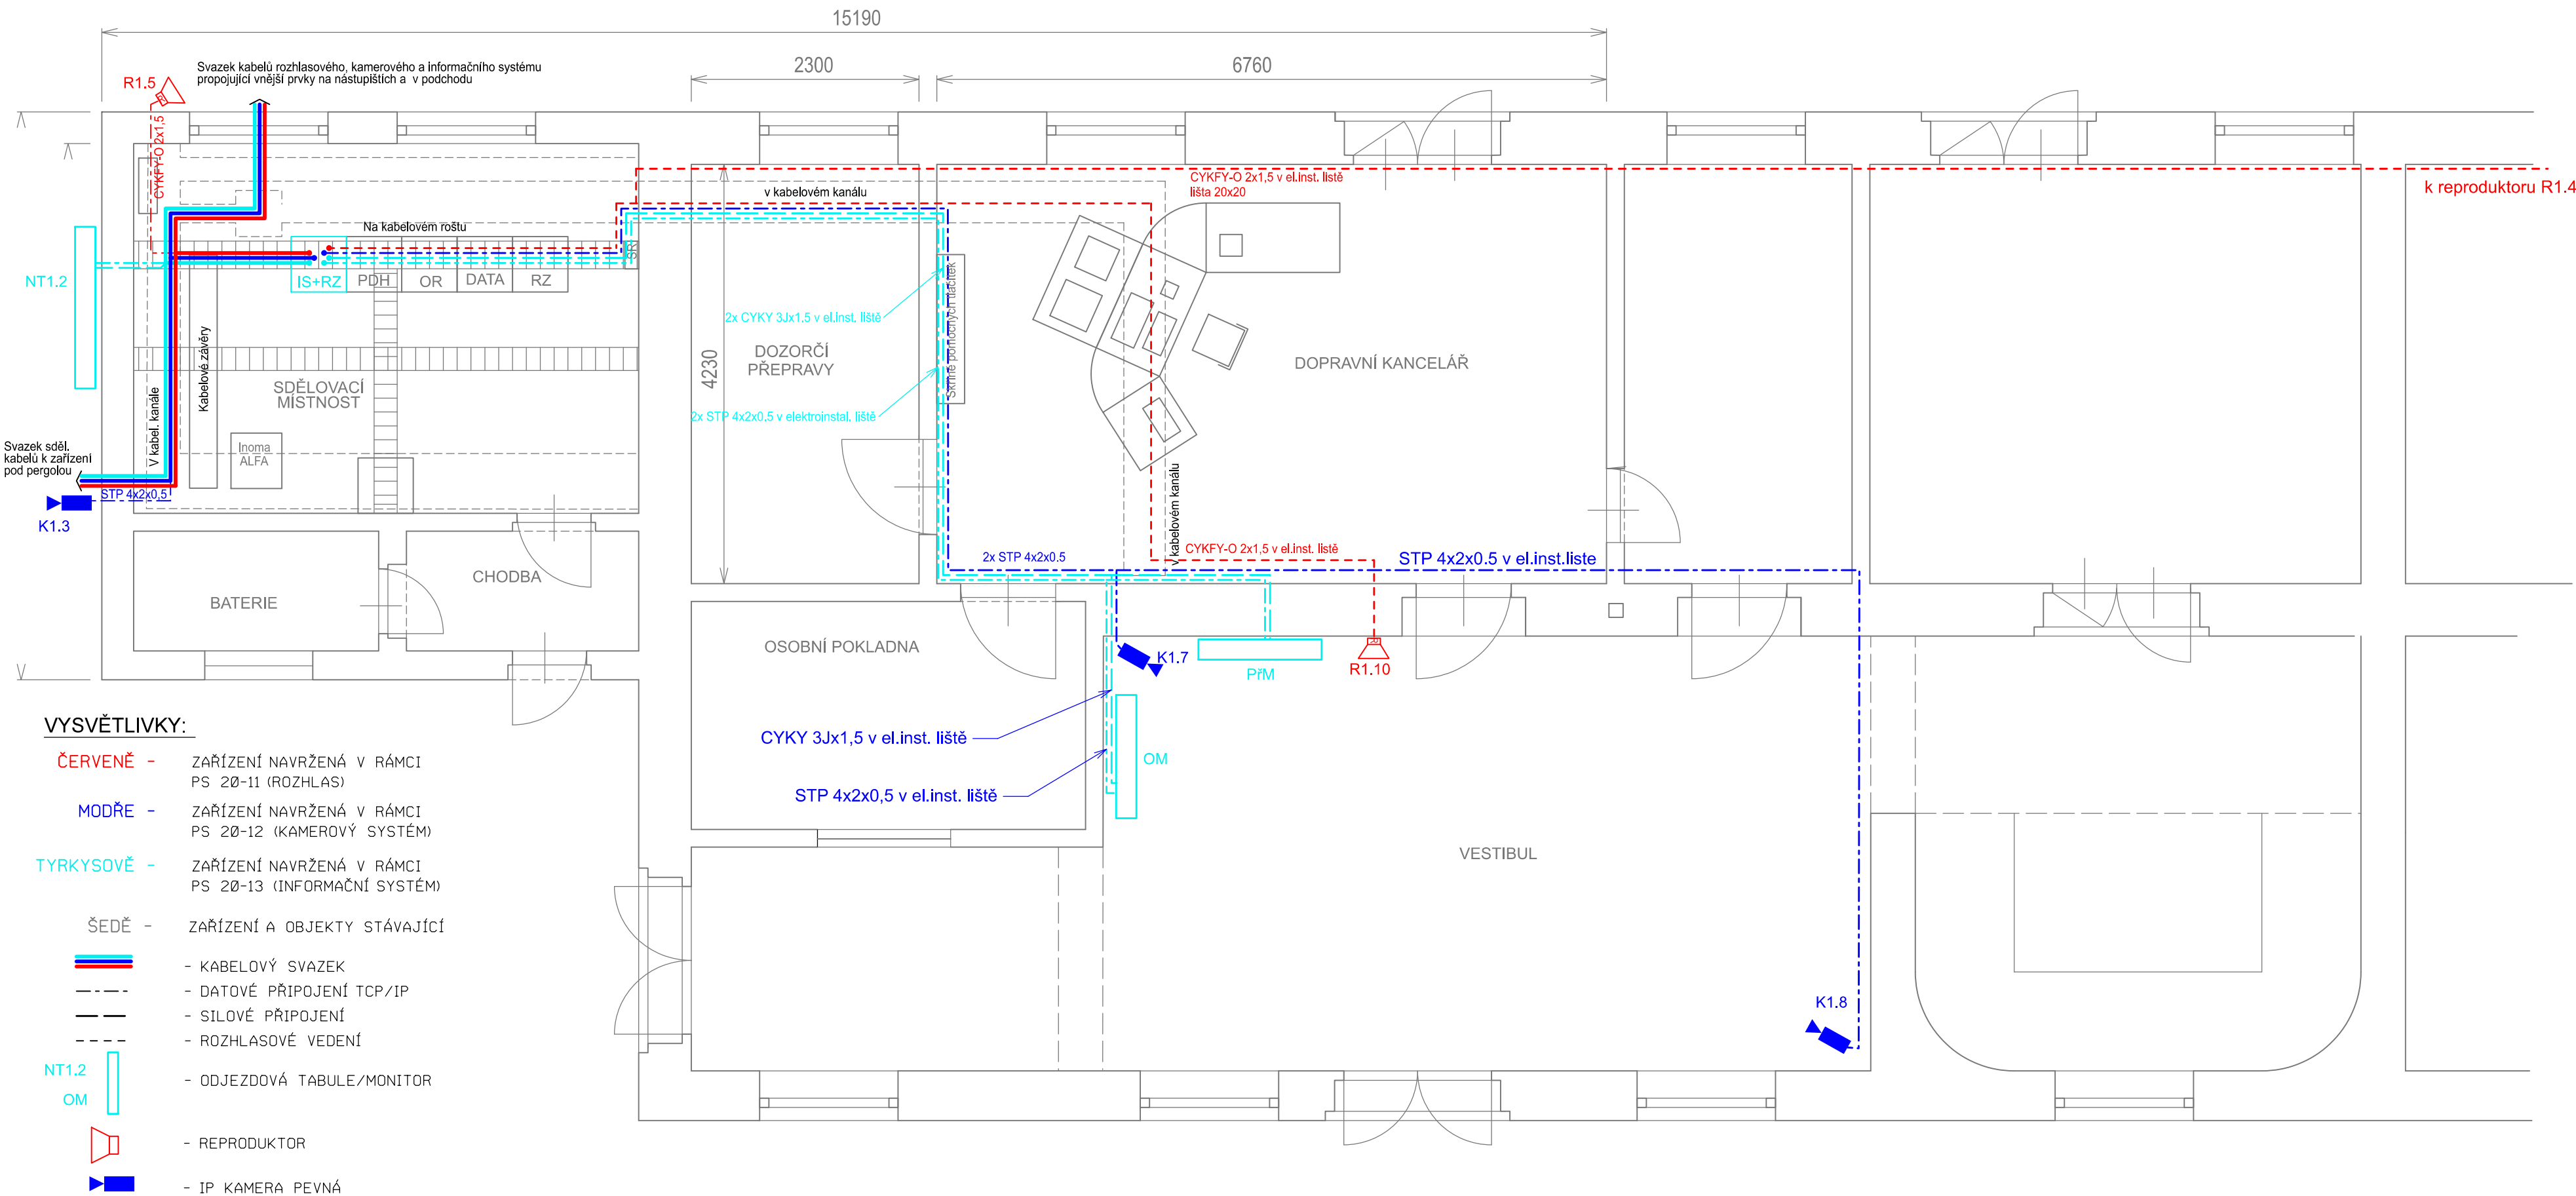 15190
2300
6760
Svazek kabelů rozhlasového, kamerového a informačního systému
propojující vnější prvky na nástupištích a v podchodu
R1.5
CYKFY-O 2x1,5
v kabelovém kanálu
CYKFY-O 2x1,5 v el.inst. listě
lišta 20x20
k reproduktoru R1.4
Na kabelovém roštu
SR
NT1.2
IS+RZ
PDH
OR
DATA
RZ
Skříně pomocných tlačítek
2x CYKY 3Jx1,5 v el.inst. liště
Kabelové závěry
V kabel. kanále
SDĚLOVACÍ
MÍSTNOST
4230
DOZORČÍ
PŘEPRAVY
DOPRAVNÍ KANCELÁŘ
2x STP 4x2x0.5 v elektroinstal. liště
Inoma
ALFA
Svazek sděl.
kabelů k zařízení
pod pergolou
STP 4x2x0,5
K1.3
v kabelovém kanálu
2x STP 4x2x0.5
CYKFY-O 2x1,5 v el.inst. liště
STP 4x2x0.5 v el.inst.liste
CHODBA
BATERIE
OSOBNÍ POKLADNA
K1.7
PřM
R1.10
CYKY 3Jx1,5 v el.inst. liště
OM
STP 4x2x0,5 v el.inst. liště
VESTIBUL
K1.8
VYSVĚTLIVKY:
ČERVENĚ - ZAŘÍZENÍ NAVRŽENÁ V RÁMCI
PS 20-11 (ROZHLAS)
MODŘE - ZAŘÍZENÍ NAVRŽENÁ V RÁMCI
PS 20-12 (KAMEROVÝ SYSTÉM)
TYRKYSOVĚ - ZAŘÍZENÍ NAVRŽENÁ V RÁMCI
PS 20-13 (INFORMAČNÍ SYSTÉM)
ŠEDĚ - ZAŘÍZENÍ A OBJEKTY STÁVAJÍCÍ
- KABELOVÝ SVAZEK
- DATOVÉ PŘIPOJENÍ TCP/IP
- SILOVÉ PŘIPOJENÍ
- ROZHLASOVÉ VEDENÍ
NT1.2
- ODJEZDOVÁ TABULE/MONITOR
OM
- REPRODUKTOR
- IP KAMERA PEVNÁ